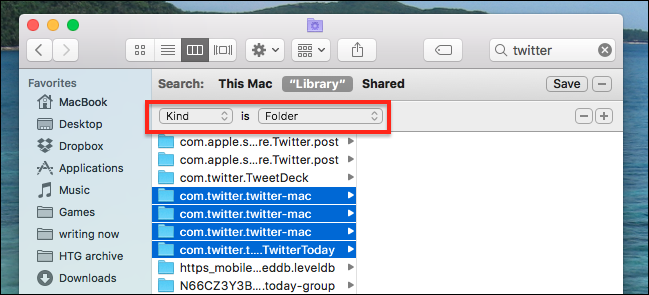 twitter
Favorites
MacBook
Desktop
Dropbox
Applications
Music
Games
writing now
HTG archive
Downloads
Search: This Mac “Library” Shared Save
Kind is Folder
com.apple.s...re.Twitter.post
com.apple.s...re.Twitter.post
com.twitter.TweetDeck
com.twitter.twitter-mac
com.twitter.twitter-mac
com.twitter.twitter-mac
com.twitter.t....TwitterToday
https_mobile...eddb.leveldb
N66CZ3Y3B...today-group